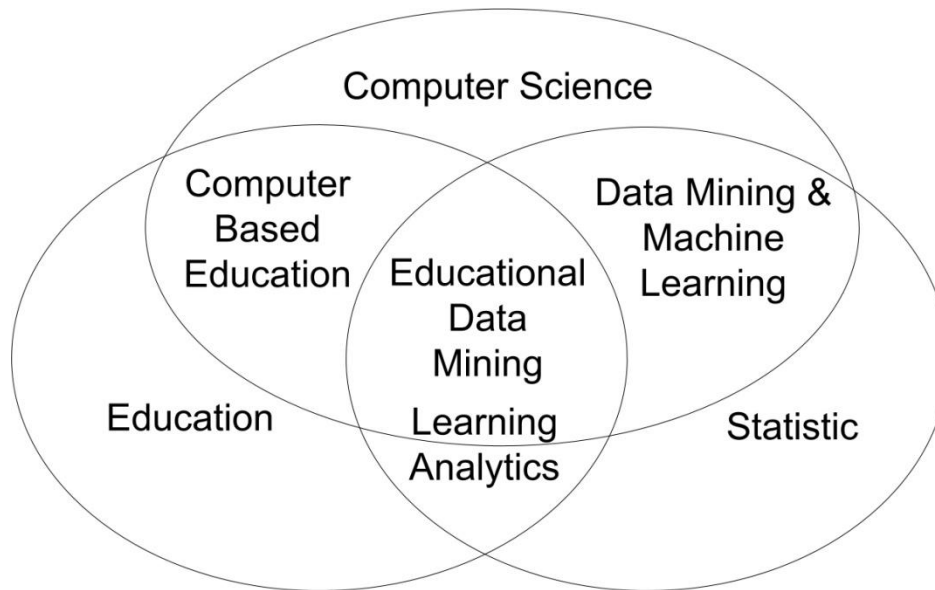 Computer Science
Computer
Based
Education
Data Mining &
Machine
Learning
Educational
Data
Mining
Education
Learning
Analytics
Statistic